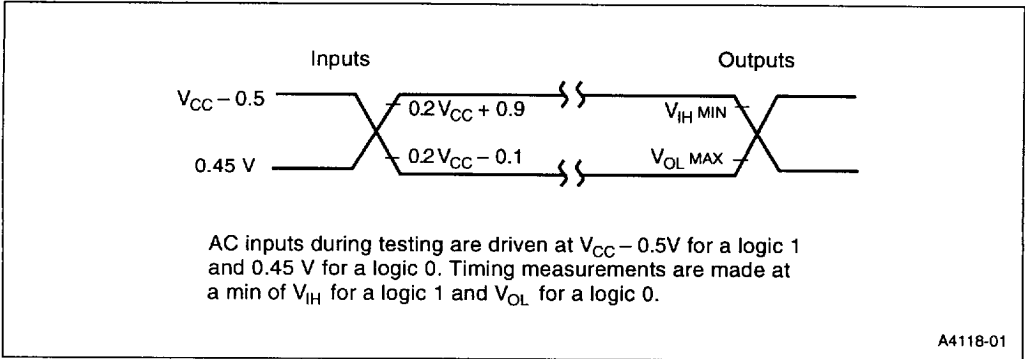 Inputs Outputs
V_CC – 0.5 0.2 V_CC + 0.9 V_IH MIN
0.45 V 0.2 V_CC – 0.1 V_OL MAX
AC inputs during testing are driven at V_CC – 0.5V for a logic 1
and 0.45 V for a logic 0. Timing measurements are made at
a min of V_IH for a logic 1 and V_OL for a logic 0.
A4118-01